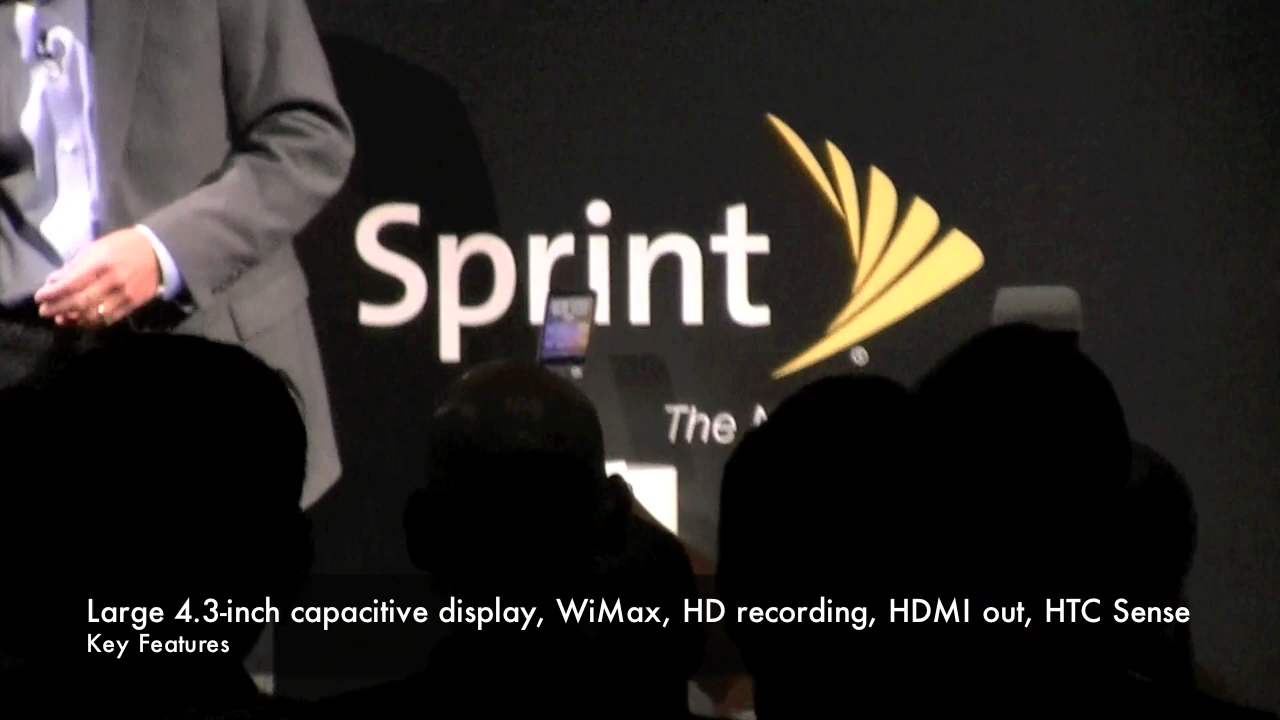 Sprint
®
The
Large 4.3-inch capacitive display, WiMax, HD recording, HDMI out, HTC Sense
Key Features